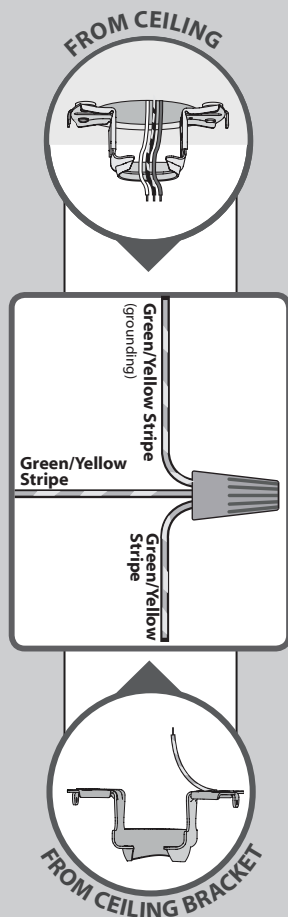 FROM CEILING
Green/Yellow Stripe
(grounding)
Green/Yellow
Stripe
Green/Yellow
Stripe
FROM CEILING BRACKET